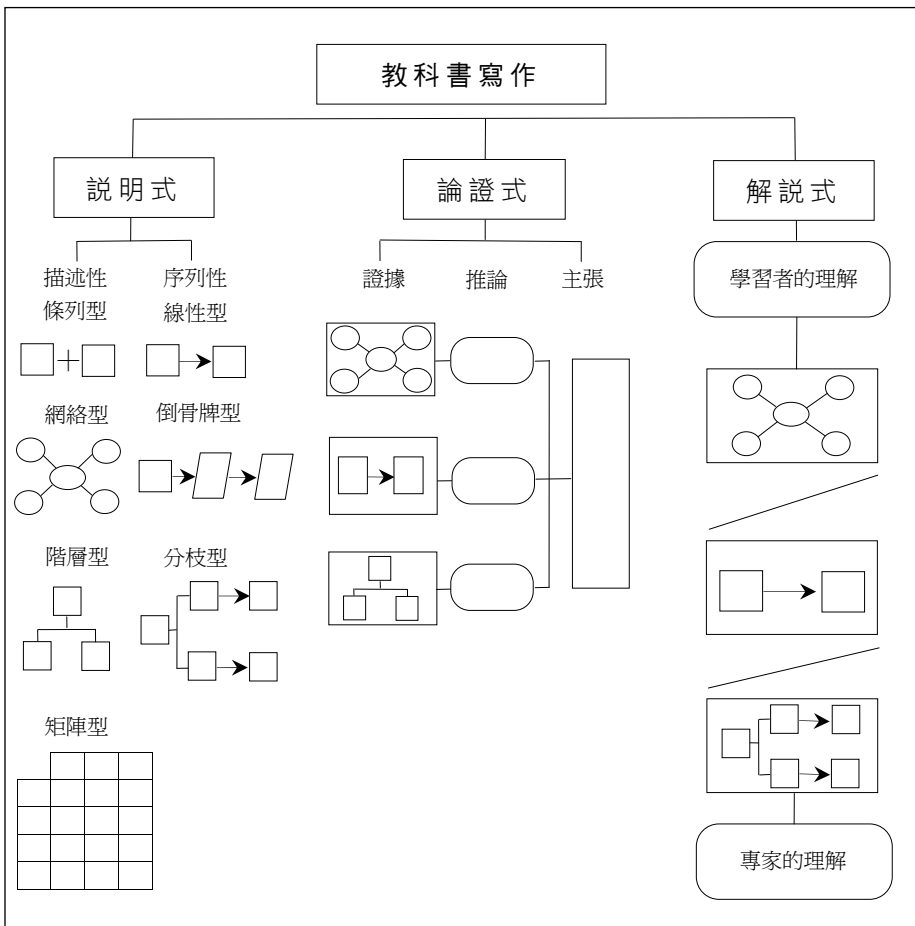 教科書寫作
説明式
論證式
解説式
描述性
序列性
條列型
線性型
證據
推論
主張
學習者的理解
網絡型
倒骨牌型
階層型
分枝型
矩陣型
專家的理解